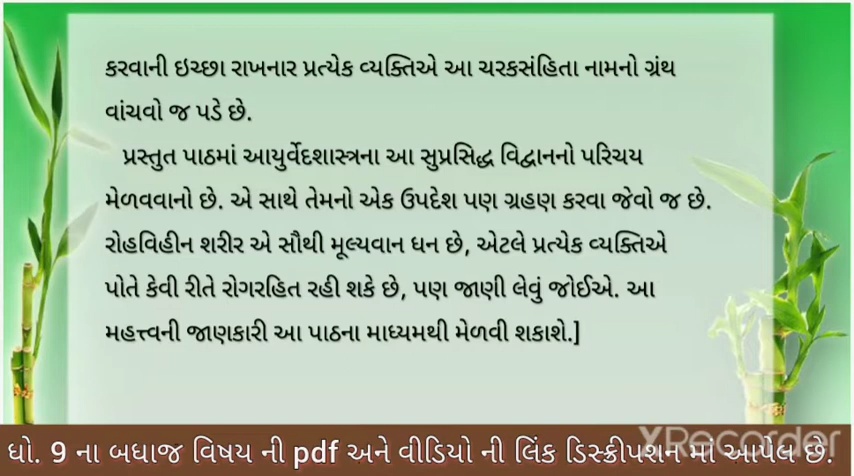 કરવાની ઇચ્છા રાખનાર પ્રત્યેક વ્યક્તિએ આ ચરકસંહિતા નામનો ગ્રંથ
વાંચવો જ પડે છે.
પ્રસ્તુત પાઠમાં આયુર્વેદશાસ્ત્રના આ સુપ્રસિદ્ધ વિદ્વાનનો પરિચય
મેળવવાનો છે. એ સાથે તેમનો એક ઉપદેશ પણ ગ્રહણ કરવા જેવો જ છે.
રોહવિહીન શરીર એ સૌથી મૂલ્યવાન ધન છે, એટલે પ્રત્યેક વ્યક્તિએ
પોતે કેવી રીતે રોગરહિત રહી શકે છે, પણ જાણી લેવું જોઈએ. આ
મહત્ત્વની જાણકારી આ પાઠના માધ્યમથી મેળવી શકાશે.]
XRecorder
ધો. 9 ના બધાજ વિષય ની pdf અને વીડિયો ની લિંક ડિસ્ક્રીપશન માં આપેલ છે.